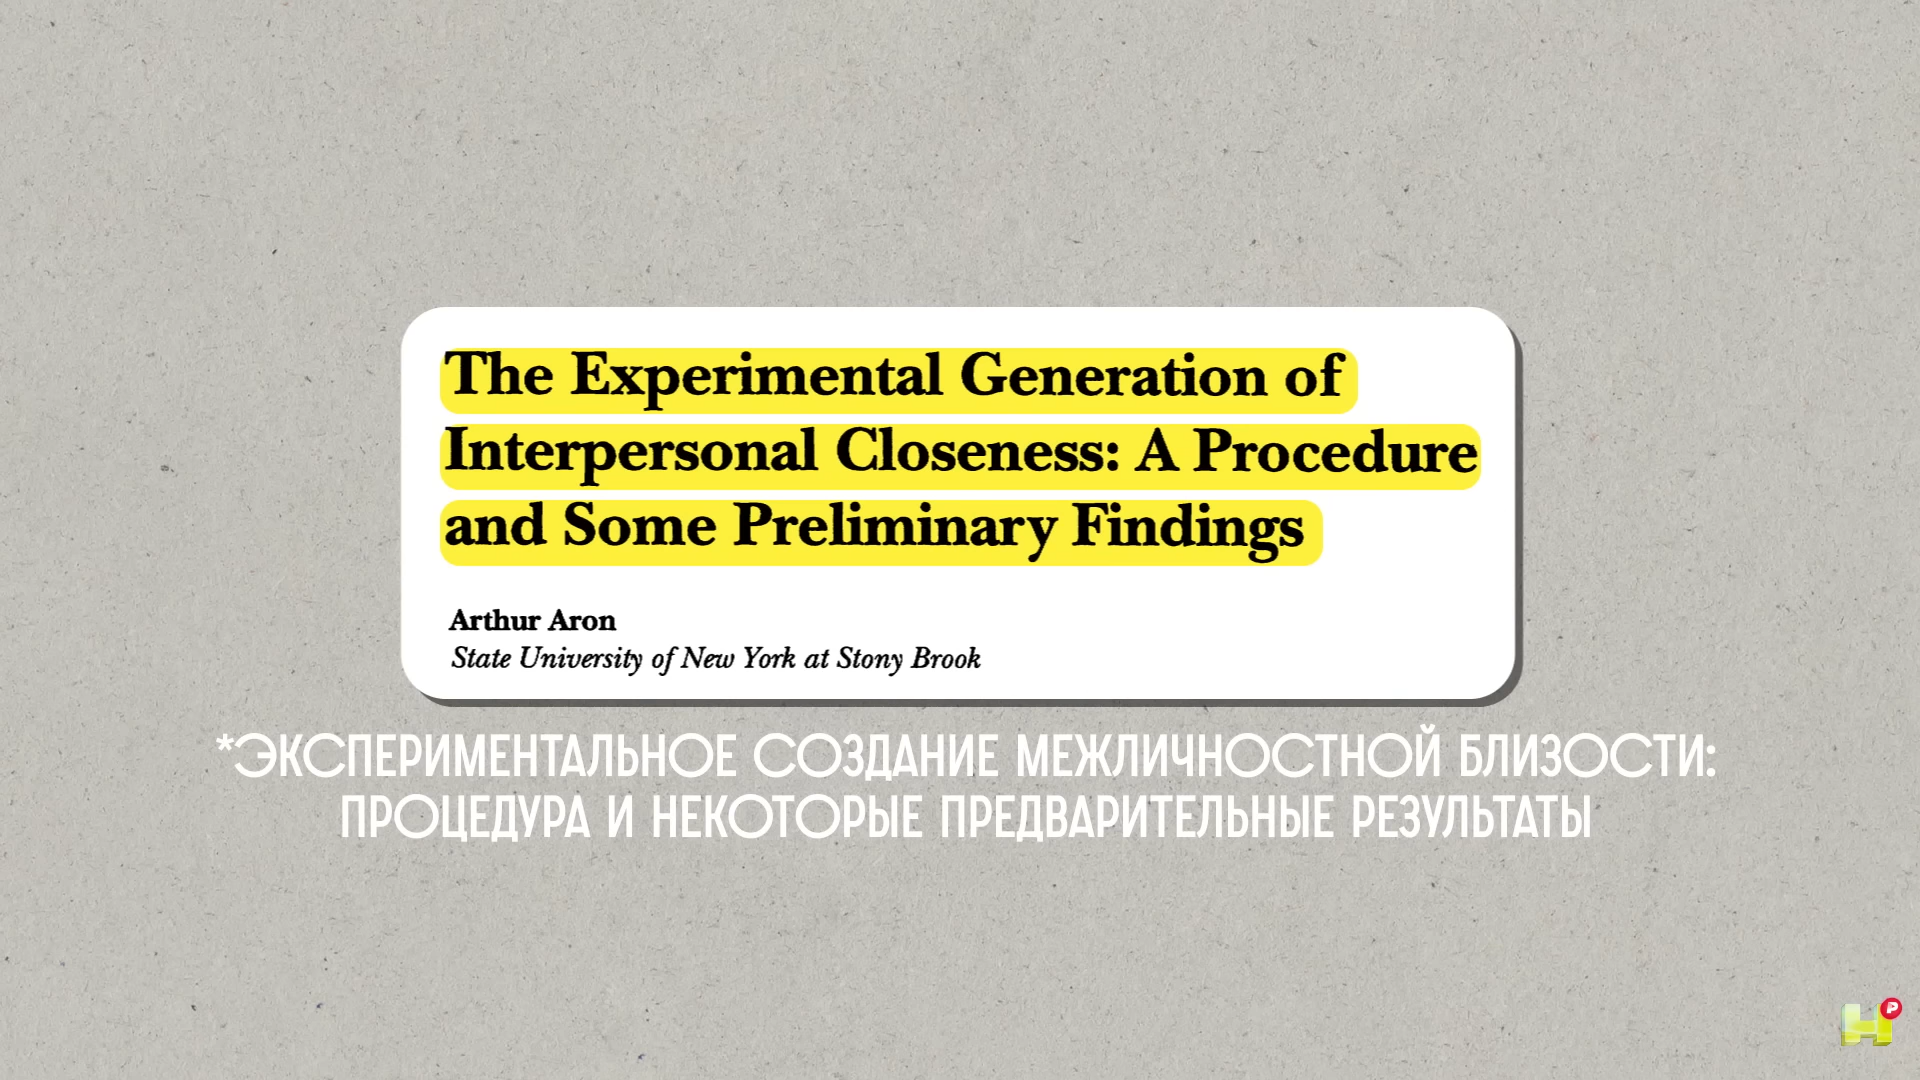 The Experimental Generation of
Interpersonal Closeness: A Procedure
and Some Preliminary Findings
Arthur Aron
State University of New York at Stony Brook
*ЭКСПЕРИМЕНТАЛЬНОЕ СОЗДАНИЕ МЕЖЛИЧНОСТНОЙ БЛИЗОСТИ:
ПРОЦЕДУРА И НЕКОТОРЫЕ ПРЕДВАРИТЕЛЬНЫЕ РЕЗУЛЬТАТЫ
H P